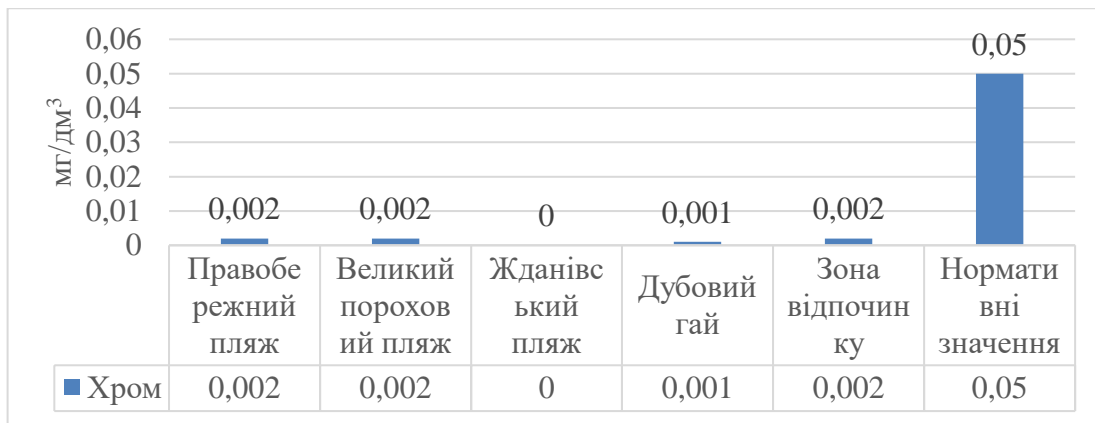 0,06
0,05
0,04
0,03
0,02
0,01
0
мг/дм³
0,002
0,002
0
0,001
0,002
0,05
Правобе
режний
пляж
Великий
порохов
ий пляж
Жданівс
ький
пляж
Дубовий
гай
Зона
відпочин
ку
Нормати
вні
значення
Хром 0,002 0,002 0 0,001 0,002 0,05